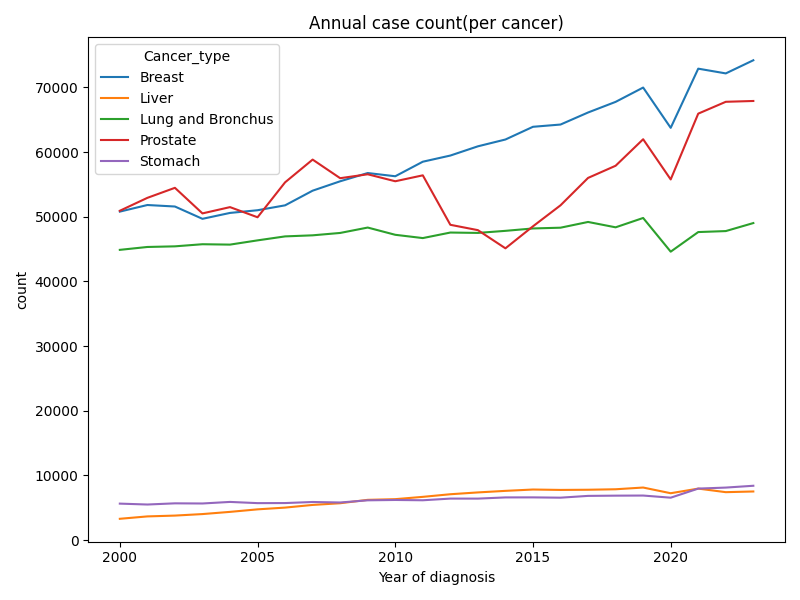 Annual case count(per cancer)
Cancer_type
Breast
Liver
Lung and Bronchus
Prostate
Stomach
70000
60000
50000
40000
30000
20000
10000
0
count
2000 2005 2010 2015 2020
Year of diagnosis